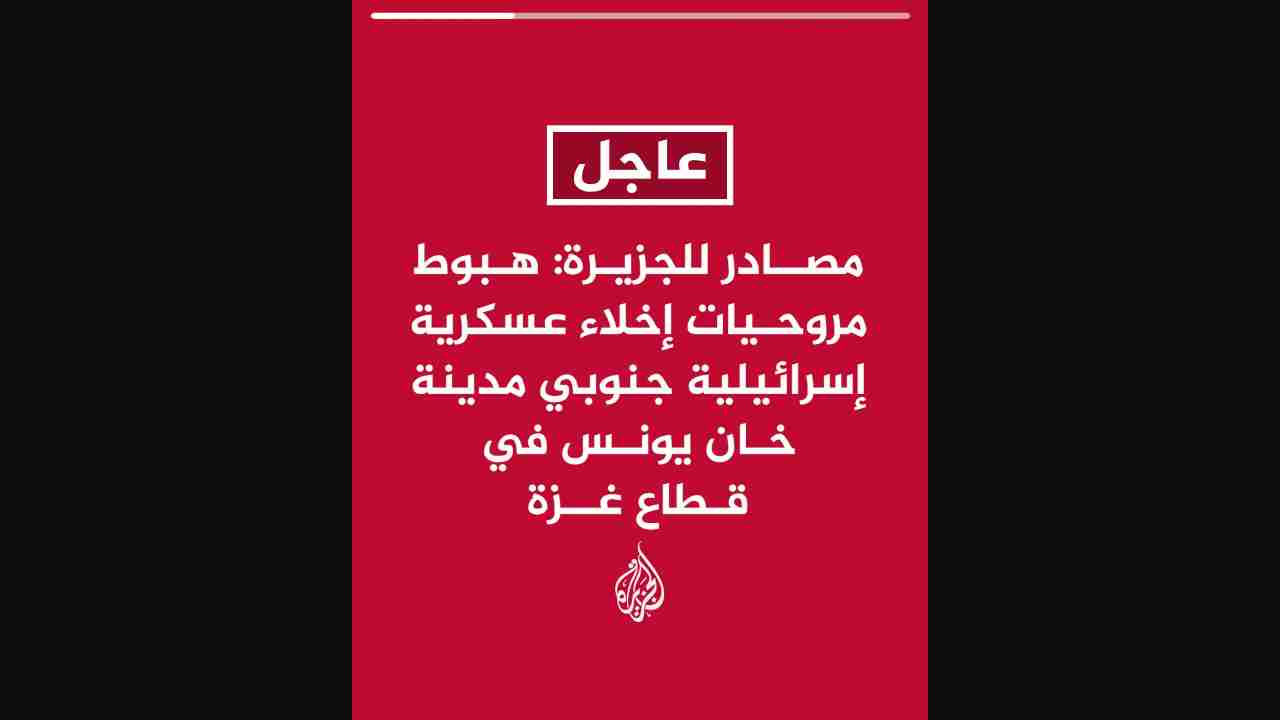 عاجل
مصادر للجزيرة: هبوط
مروحيات إخلاء عسكرية
إسرائيلية جنوبي مدينة
خان يونس في
قطاع غزة
الجزيرة